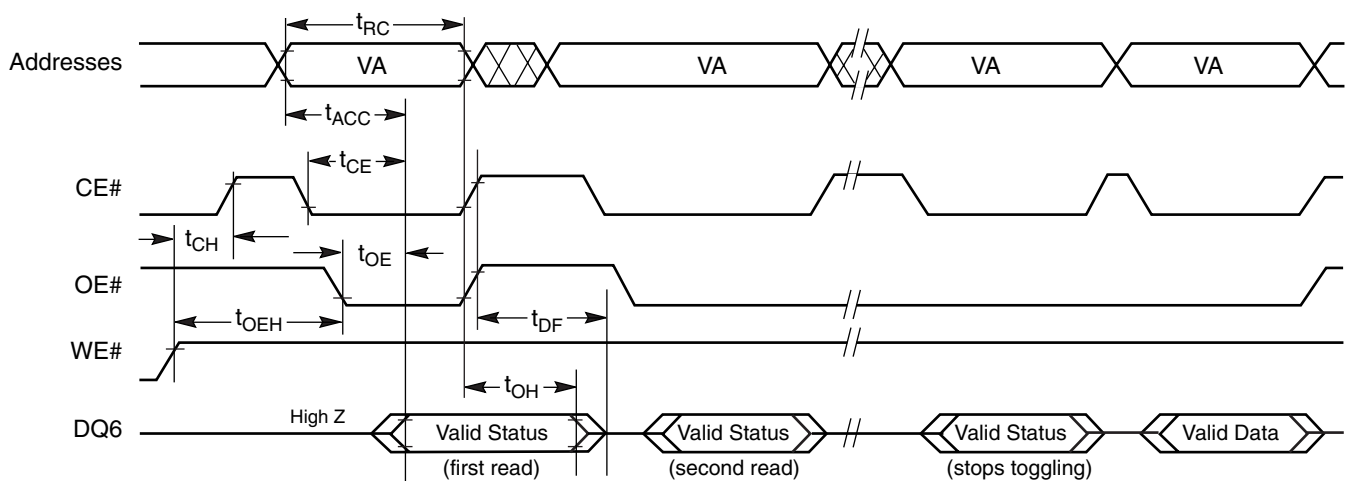 tRC
Addresses VA VA VA VA
tACC
tCE
CE#
tCH tOE
OE#
tOEH tDF
WE#
tOH
High Z
DQ6 Valid Status Valid Status Valid Status Valid Data
(first read) (second read) (stops toggling)